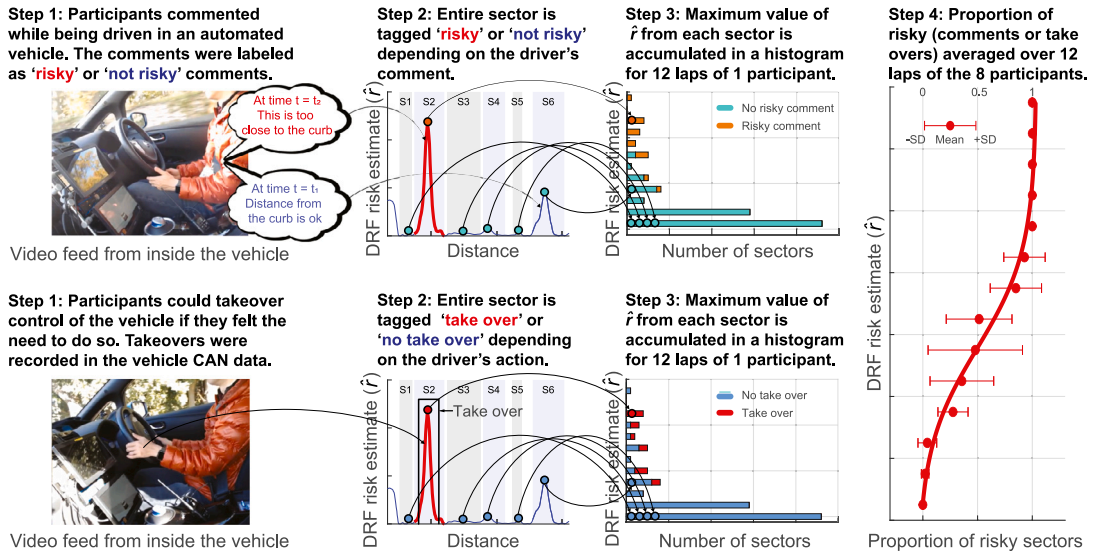 Step 1: Participants commented
while being driven in an automated
vehicle. The comments were labeled
as 'risky' or 'not risky' comments.
At time t = t₂
This is too
close to the curb
At time t = t₁
Distance from
the curb is ok
Video feed from inside the vehicle
Step 2: Entire sector is
tagged 'risky' or 'not risky'
depending on the driver's
comment.
S1 S2 S3 S4 S5 S6
DRF risk estimate (r̂)
Distance
Step 3: Maximum value of
r̂ from each sector is
accumulated in a histogram
for 12 laps of 1 participant.
No risky comment
Risky comment
DRF risk estimate (r̂)
Number of sectors
Step 4: Proportion of
risky (comments or take
overs) averaged over 12
laps of the 8 participants.
0 0.5 1
-SD Mean +SD
DRF risk estimate (r̂)
Proportion of risky sectors
Step 1: Participants could takeover
control of the vehicle if they felt the
need to do so. Takeovers were
recorded in the vehicle CAN data.
Video feed from inside the vehicle
Step 2: Entire sector is
tagged 'take over' or
'no take over' depending
on the driver's action.
S1 S2 S3 S4 S5 S6
Take over
DRF risk estimate (r̂)
Distance
Step 3: Maximum value of
r̂ from each sector is
accumulated in a histogram
for 12 laps of 1 participant.
No take over
Take over
DRF risk estimate (r̂)
Number of sectors